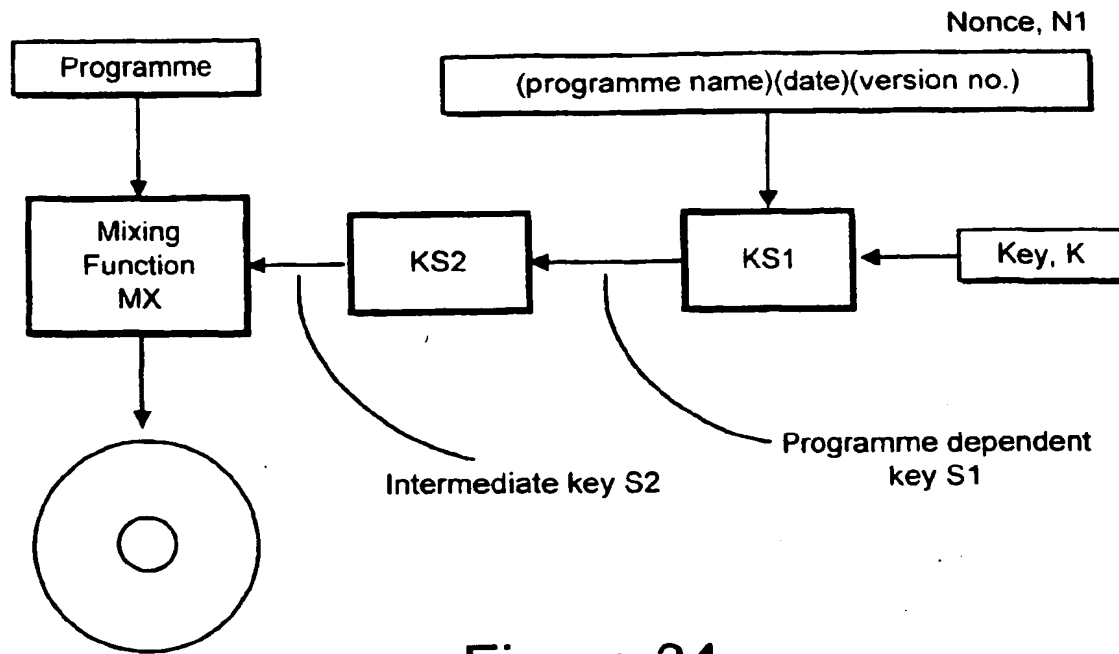 Nonce, N1
Programme
(programme name)(date)(version no.)
Mixing
Function
MX
KS2
KS1
Key, K
Intermediate key S2
Programme dependent
key S1